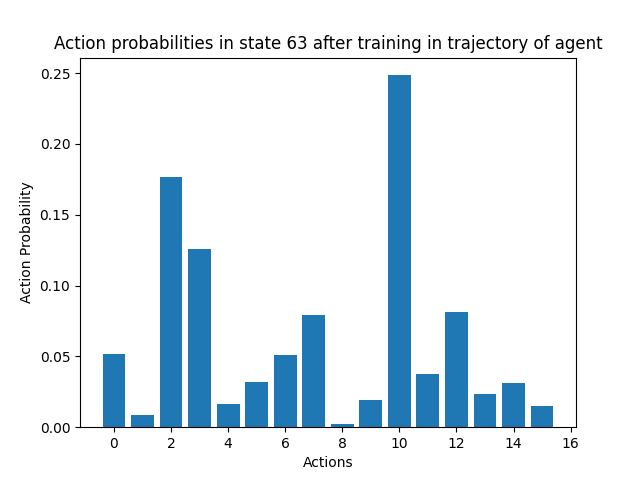 Action probabilities in state 63 after training in trajectory of agent
0.25
0.20
0.15
0.10
0.05
0.00
Action Probability
0 2 4 6 8 10 12 14 16
Actions